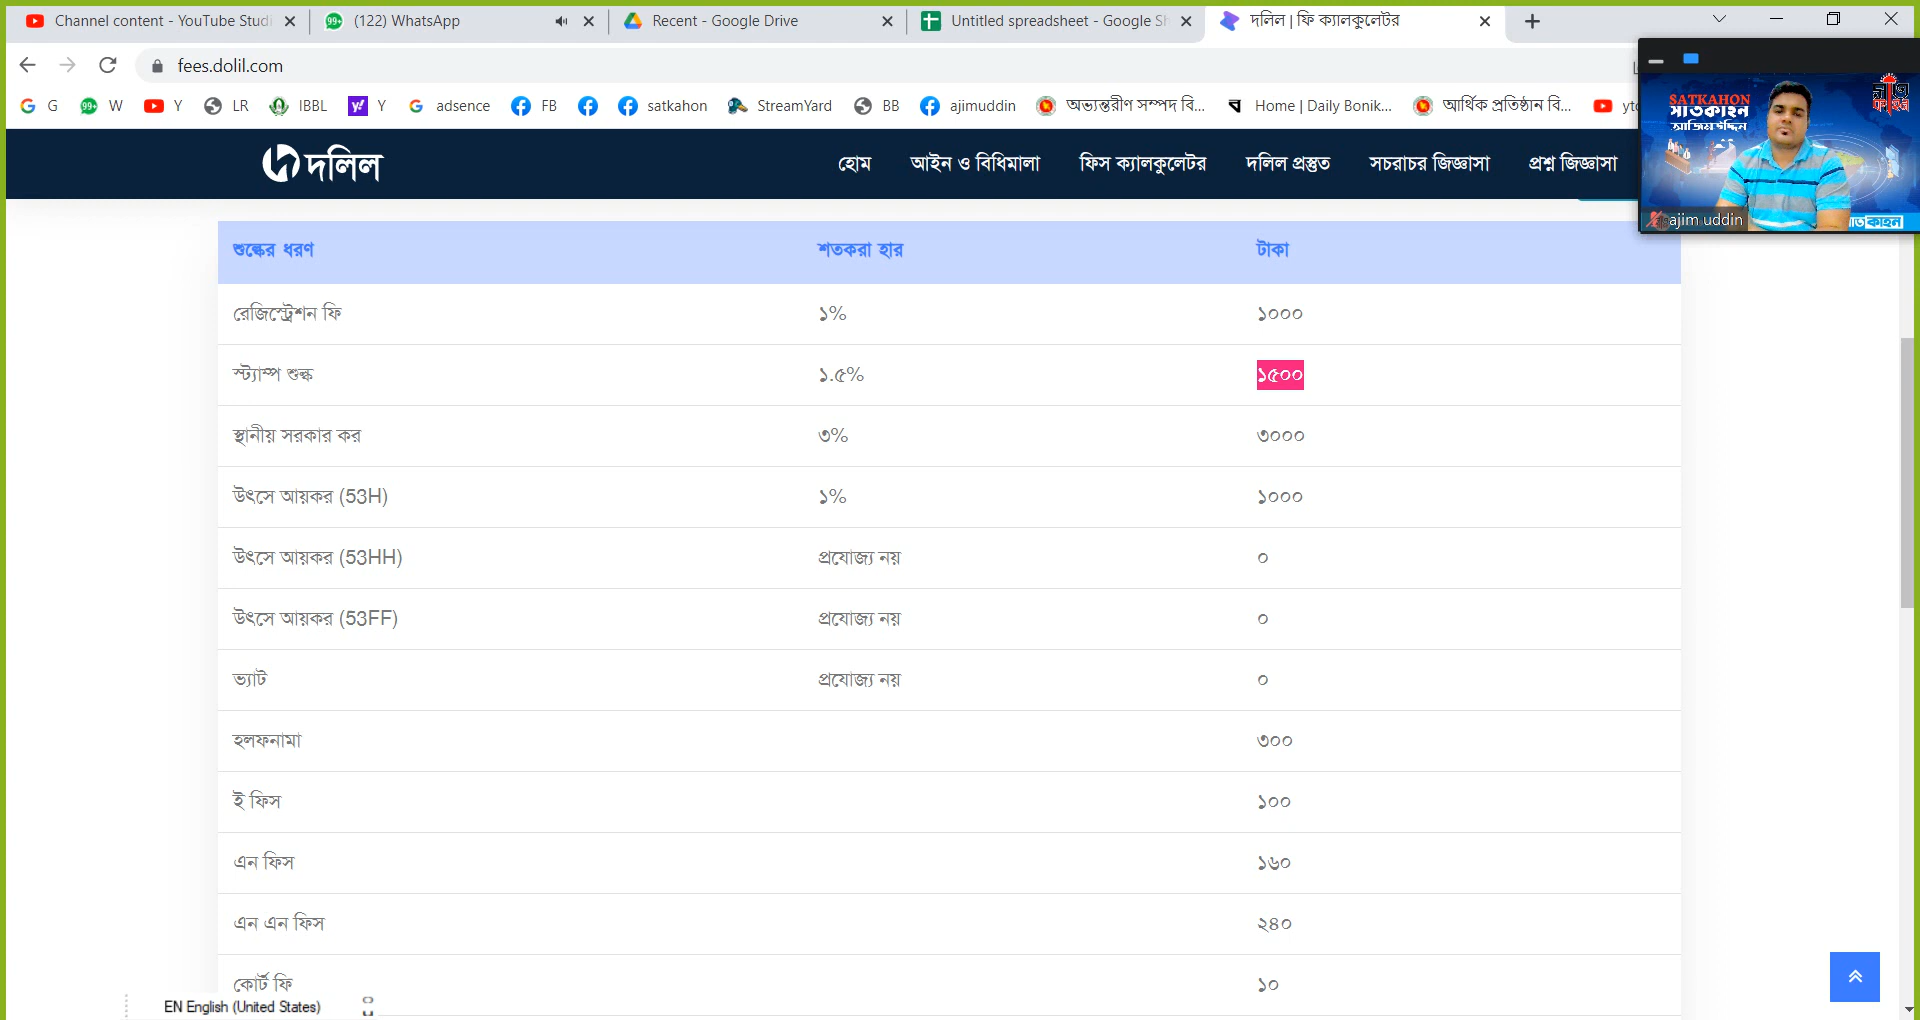 Channel content - YouTube Studi
(122) WhatsApp
Recent - Google Drive
Untitled spreadsheet - Google Sh
দলিল | ফি ক্যালকুলেটর
fees.dolil.com
G
99+ W
Y
LR
IBBL
Y
adsence
FB
satkahon
StreamYard
BB
ajimuddin
অভ্যন্তরীণ সম্পদ বি...
Home | Daily Bonik...
আর্থিক প্রতিষ্ঠান বি...
SATKAHON
সাতকাহন
আজিম উদ্দিন
ajim uddin
দলিল
হোম আইন ও বিধিমালা ফিস ক্যালকুলেটর দলিল প্রস্তুত সচরাচর জিজ্ঞাসা প্রশ্ন জিজ্ঞাসা
শুল্কের ধরণ শতকরা হার টাকা
রেজিস্ট্রেশন ফি ১% ১০০০
স্ট্যাম্প শুল্ক ১.৫% ১৫০০
স্থানীয় সরকার কর ৩% ৩০০০
উৎসে আয়কর (53H) ১% ১০০০
উৎসে আয়কর (53HH) প্রযোজ্য নয় ০
উৎসে আয়কর (53FF) প্রযোজ্য নয় ০
ভ্যাট প্রযোজ্য নয় ০
হলফনামা ৩০০
ই ফিস ১০০
এন ফিস ১৬০
এন এন ফিস ২৪০
কোর্ট ফি ১০
EN English (United States)